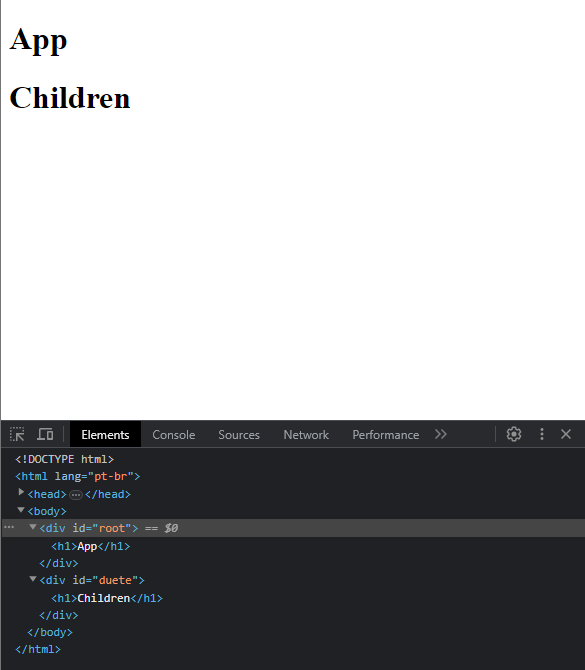 App
Children
Elements Console Sources Network Performance
<!DOCTYPE html>
<html lang="pt-br">
<head>…</head>
<body>
<div id="root"> == $0
<h1>App</h1>
</div>
<div id="duete">
<h1>Children</h1>
</div>
</body>
</html>